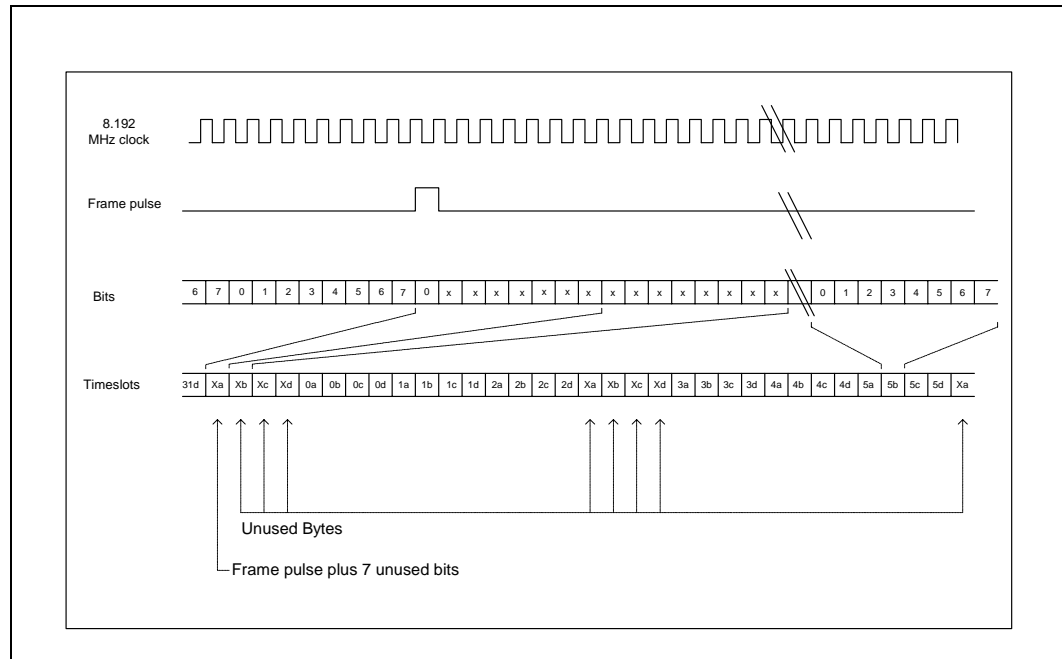 8.192
MHz clock
Frame pulse
Bits
6 7 0 1 2 3 4 5 6 7 0 x x x x x x x x x x x x x x x 0 1 2 3 4 5 6 7
Timeslots
31d Xa Xb Xc Xd 0a 0b 0c 0d 1a 1b 1c 1d 2a 2b 2c 2d Xa Xb Xc Xd 3a 3b 3c 3d 4a 4b 4c 4d 5a 5b 5c 5d Xa
Unused Bytes
Frame pulse plus 7 unused bits